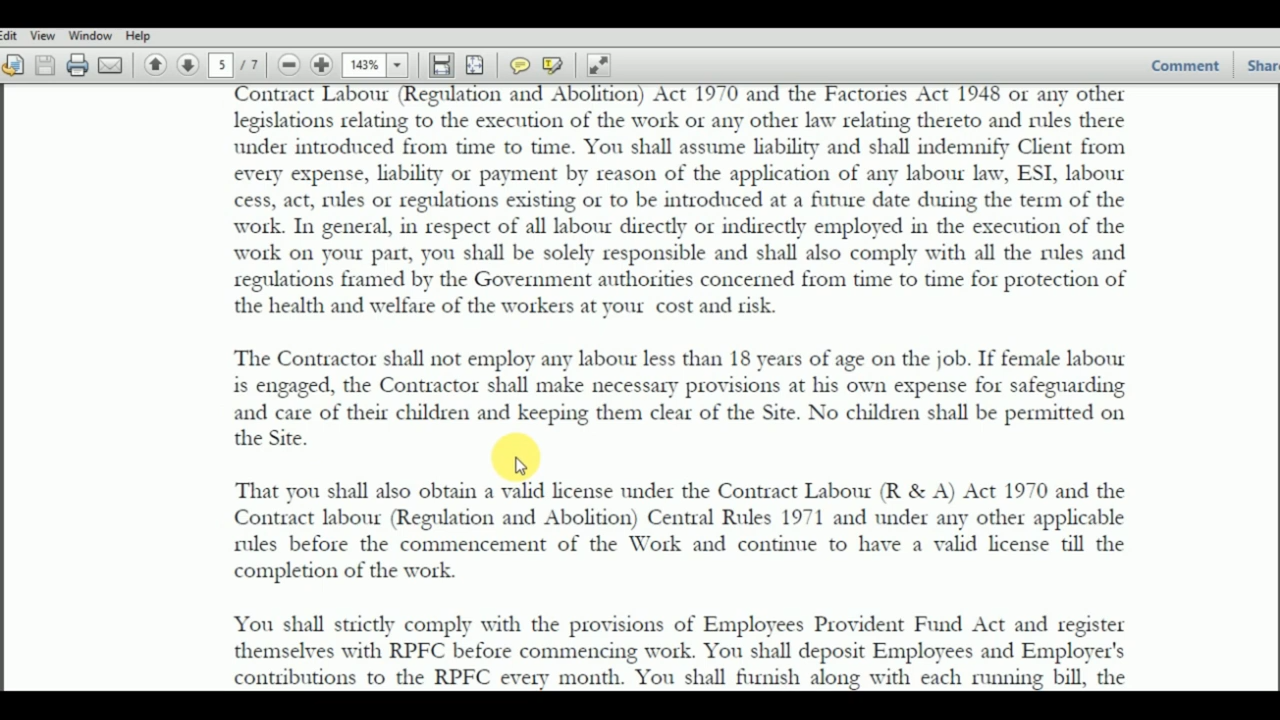 Edit View Window Help
5 / 7 143% Comment Share
Contract Labour (Regulation and Abolition) Act 1970 and the Factories Act 1948 or any other
legislations relating to the execution of the work or any other law relating thereto and rules there
under introduced from time to time. You shall assume liability and shall indemnify Client from
every expense, liability or payment by reason of the application of any labour law, ESI, labour
cess, act, rules or regulations existing or to be introduced at a future date during the term of the
work. In general, in respect of all labour directly or indirectly employed in the execution of the
work on your part, you shall be solely responsible and shall also comply with all the rules and
regulations framed by the Government authorities concerned from time to time for protection of
the health and welfare of the workers at your cost and risk.
The Contractor shall not employ any labour less than 18 years of age on the job. If female labour
is engaged, the Contractor shall make necessary provisions at his own expense for safeguarding
and care of their children and keeping them clear of the Site. No children shall be permitted on
the Site.
That you shall also obtain a valid license under the Contract Labour (R & A) Act 1970 and the
Contract labour (Regulation and Abolition) Central Rules 1971 and under any other applicable
rules before the commencement of the Work and continue to have a valid license till the
completion of the work.
You shall strictly comply with the provisions of Employees Provident Fund Act and register
themselves with RPFC before commencing work. You shall deposit Employees and Employer's
contributions to the RPFC every month. You shall furnish along with each running bill, the